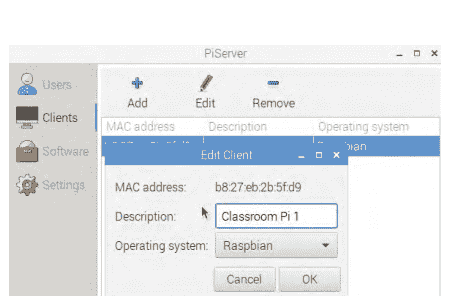 PiServer
Users
Add Edit Remove
Clients
MAC address Description Operating system
Software
Edit Client
MAC address: b8:27:eb:2b:5f:d9
Settings
Description: Classroom Pi 1
Operating system: Raspbian
Cancel OK